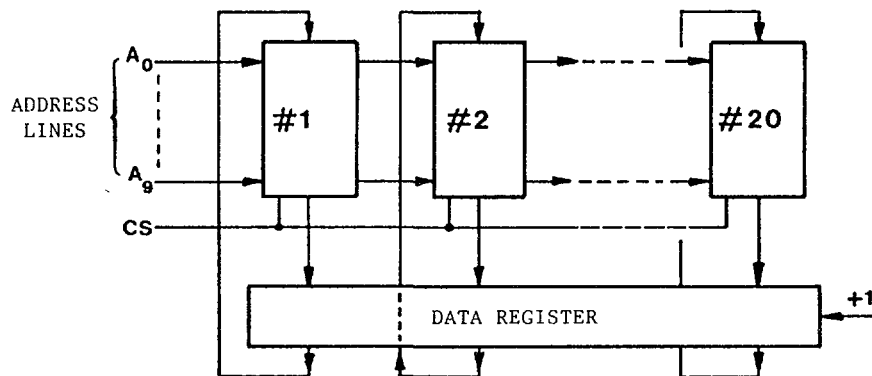 A0
ADDRESS
LINES
A9
CS
#1
#2
#20
DATA REGISTER
+1